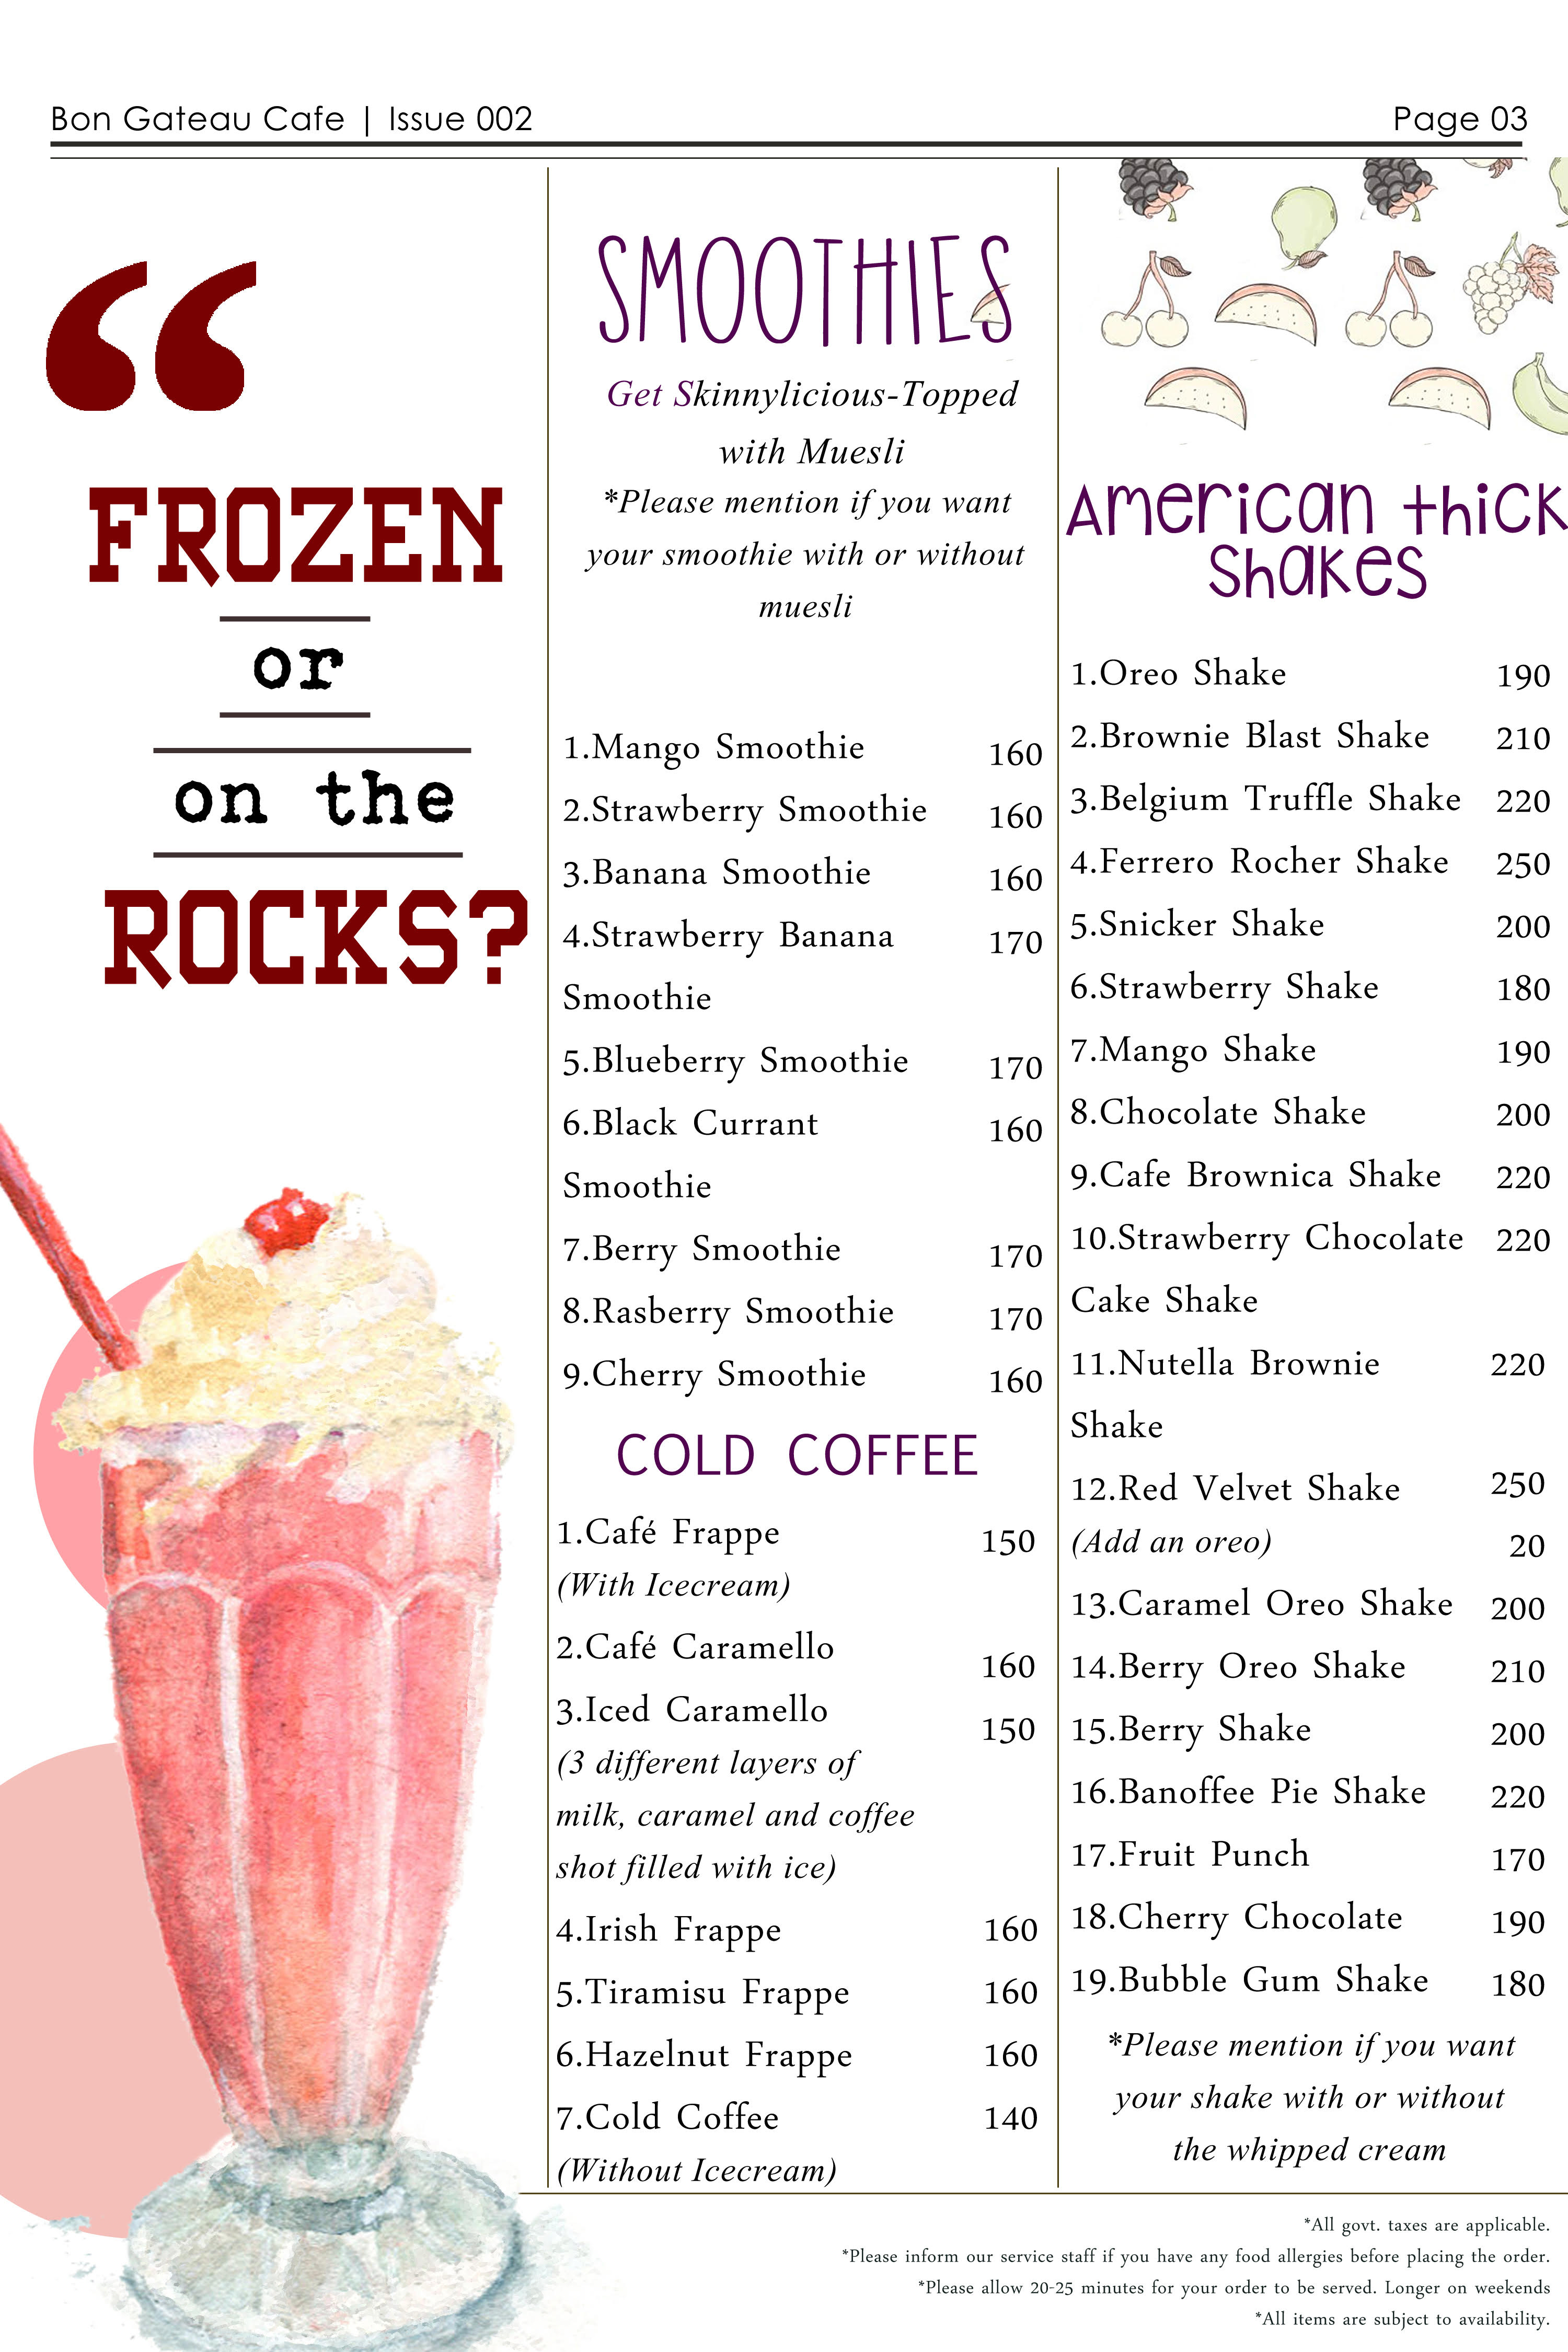 Bon Gateau Cafe | Issue 002
Page 03
“
FROZEN
or
on the
ROCKS?
SMOOTHIES
Get Skinnylicious-Topped
with Muesli
*Please mention if you want
your smoothie with or without
muesli
1.Mango Smoothie 160
2.Strawberry Smoothie 160
3.Banana Smoothie 160
4.Strawberry Banana 170
Smoothie
5.Blueberry Smoothie 170
6.Black Currant 160
Smoothie
7.Berry Smoothie 170
8.Rasberry Smoothie 170
9.Cherry Smoothie 160
COLD COFFEE
1.Café Frappe 150
(With Icecream)
2.Café Caramello 160
3.Iced Caramello 150
(3 different layers of
milk, caramel and coffee
shot filled with ice)
4.Irish Frappe 160
5.Tiramisu Frappe 160
6.Hazelnut Frappe 160
7.Cold Coffee 140
(Without Icecream)
American thick
shakes
1.Oreo Shake 190
2.Brownie Blast Shake 210
3.Belgium Truffle Shake 220
4.Ferrero Rocher Shake 250
5.Snicker Shake 200
6.Strawberry Shake 180
7.Mango Shake 190
8.Chocolate Shake 200
9.Cafe Brownica Shake 220
10.Strawberry Chocolate 220
Cake Shake
11.Nutella Brownie 220
Shake
12.Red Velvet Shake 250
(Add an oreo) 20
13.Caramel Oreo Shake 200
14.Berry Oreo Shake 210
15.Berry Shake 200
16.Banoffee Pie Shake 220
17.Fruit Punch 170
18.Cherry Chocolate 190
19.Bubble Gum Shake 180
*Please mention if you want
your shake with or without
the whipped cream
*All govt. taxes are applicable.
*Please inform our service staff if you have any food allergies before placing the order.
*Please allow 20-25 minutes for your order to be served. Longer on weekends
*All items are subject to availability.